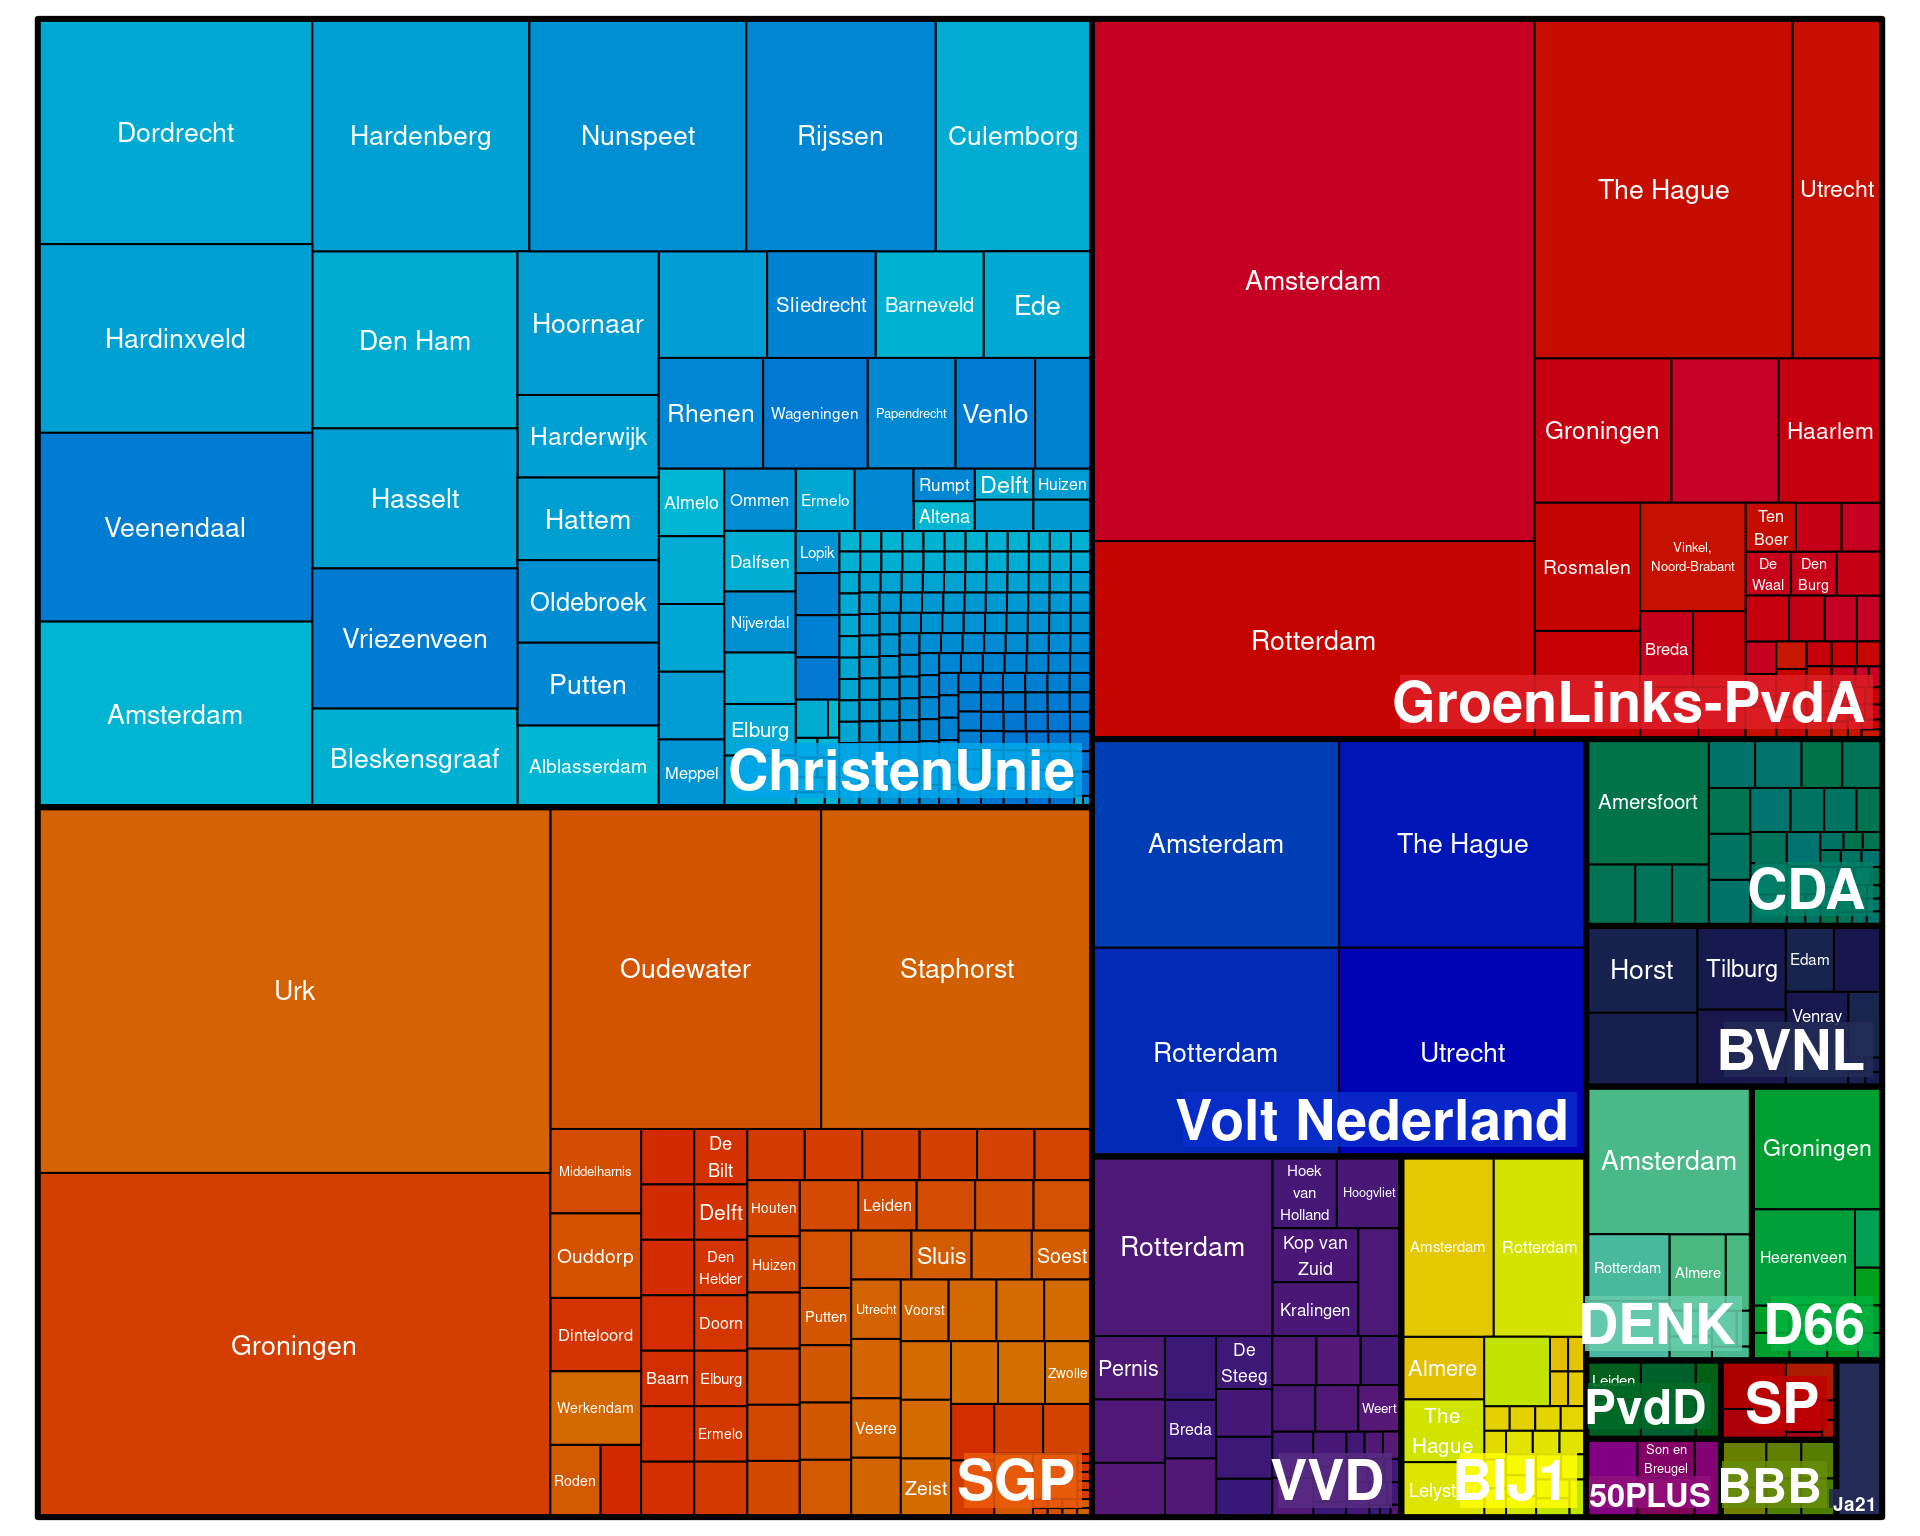 Dordrecht
Hardenberg
Nunspeet
Rijssen
Culemborg
Hardinxveld
Den Ham
Hoornaar
Sliedrecht
Barneveld
Ede
Rhenen
Wageningen
Papendrecht
Venlo
Harderwijk
Veenendaal
Hasselt
Hattem
Almelo
Ommen
Ermelo
Rumpt
Delft
Huizen
Altena
Lopik
Dalfsen
Oldebroek
Nijverdal
Vriezenveen
Putten
Amsterdam
Bleskensgraaf
Alblasserdam
Elburg
Meppel
ChristenUnie
Amsterdam
The Hague
Utrecht
Groningen
Haarlem
Rotterdam
Rosmalen
Vinkel,
Noord-Brabant
Ten
Boer
De
Waal
Den
Burg
Breda
GroenLinks-PvdA
Urk
Oudewater
Staphorst
Groningen
Middelharnis
De
Bilt
Delft
Houten
Leiden
Ouddorp
Den
Helder
Huizen
Sluis
Soest
Dinteloord
Doorn
Putten
Utrecht
Voorst
Baarn
Elburg
Zwolle
Werkendam
Ermelo
Veere
Roden
Zeist
SGP
Amsterdam
The Hague
Rotterdam
Utrecht
Volt Nederland
Amersfoort
CDA
Horst
Tilburg
Edam
Venray
BVNL
Rotterdam
Hoek
van
Holland
Hoogvliet
Kop van
Zuid
Kralingen
Pernis
De
Steeg
Breda
Weert
VVD
Amsterdam
Rotterdam
Almere
The
Hague
BIJ1
Amsterdam
Rotterdam
Almere
DENK
Groningen
Heerenveen
D66
Leiden
PvdD
SP
Son en
Breugel
50PLUS
BBB
Ja21